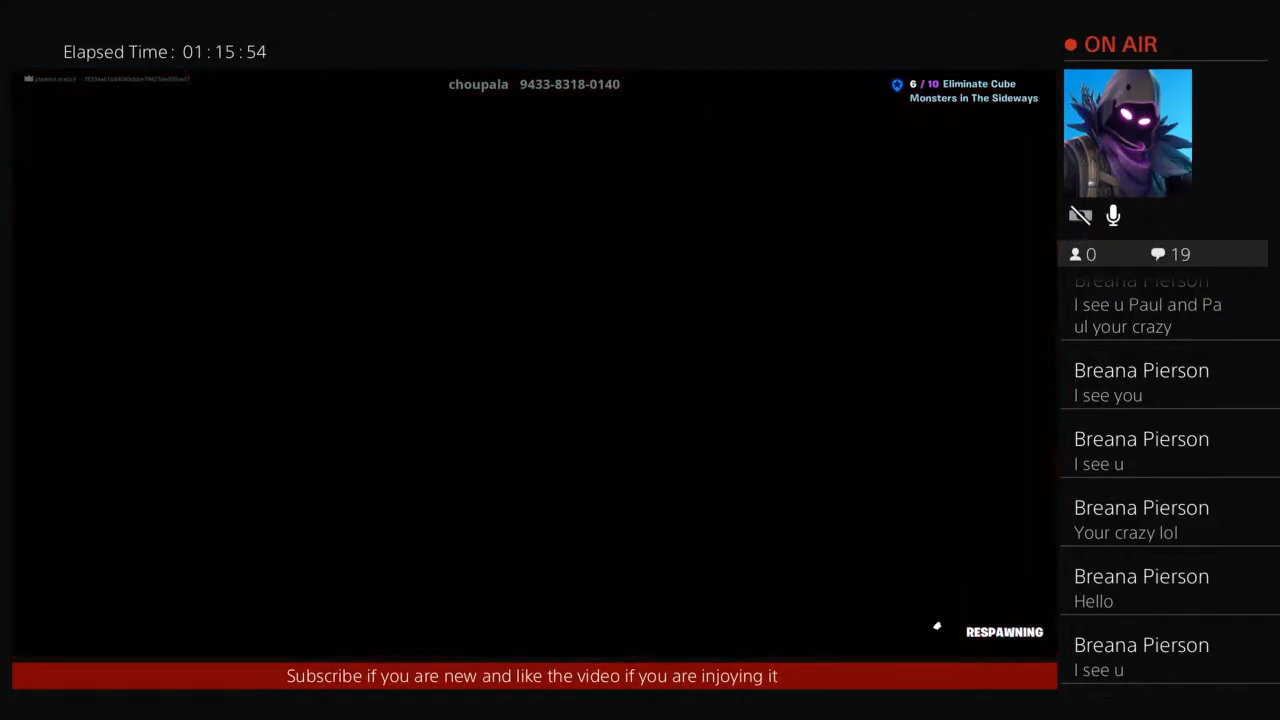 Elapsed Time: 01:15:54
ON AIR
choupala 9433-8318-0140
6 / 10 Eliminate Cube
Monsters in The Sideways
0 19
Breana Pierson
I see u Paul and Pa
ul your crazy
Breana Pierson
I see you
Breana Pierson
I see u
Breana Pierson
Your crazy lol
Breana Pierson
Hello
Breana Pierson
I see u
RESPAWNING
Subscribe if you are new and like the video if you are injoying it